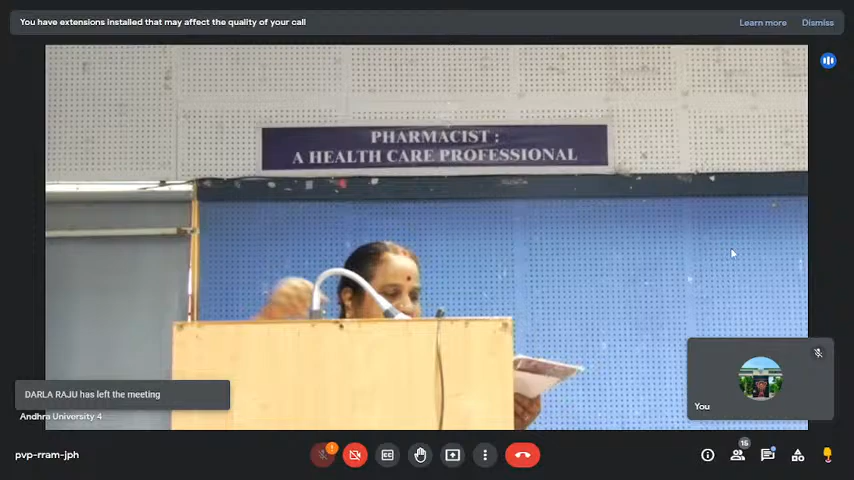 You have extensions installed that may affect the quality of your call
Learn more
Dismiss
PHARMACIST :
A HEALTH CARE PROFESSIONAL
DARLA RAJU has left the meeting
Andhra University 4
You
pvp-rram-jph
15